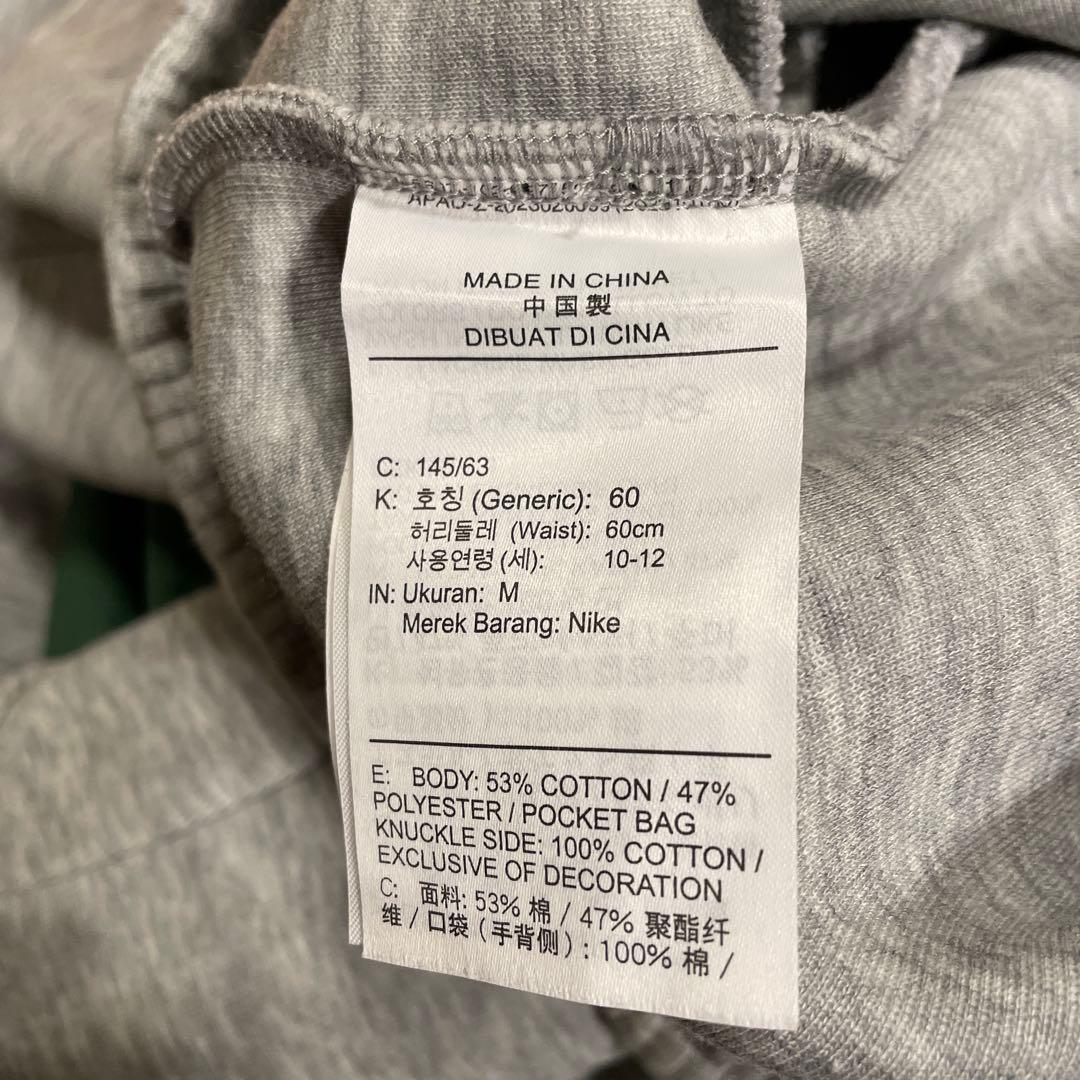 MADE IN CHINA
中国製
DIBUAT DI CINA
C: 145/63
K: 호칭 (Generic): 60
허리둘레 (Waist): 60cm
사용연령 (세): 10-12
IN: Ukuran: M
Merek Barang: Nike
E: BODY: 53% COTTON / 47%
POLYESTER / POCKET BAG
KNUCKLE SIDE: 100% COTTON /
EXCLUSIVE OF DECORATION
C: 面料: 53% 棉 / 47% 聚酯纤
维 / 口袋 (手背侧) : 100% 棉 /